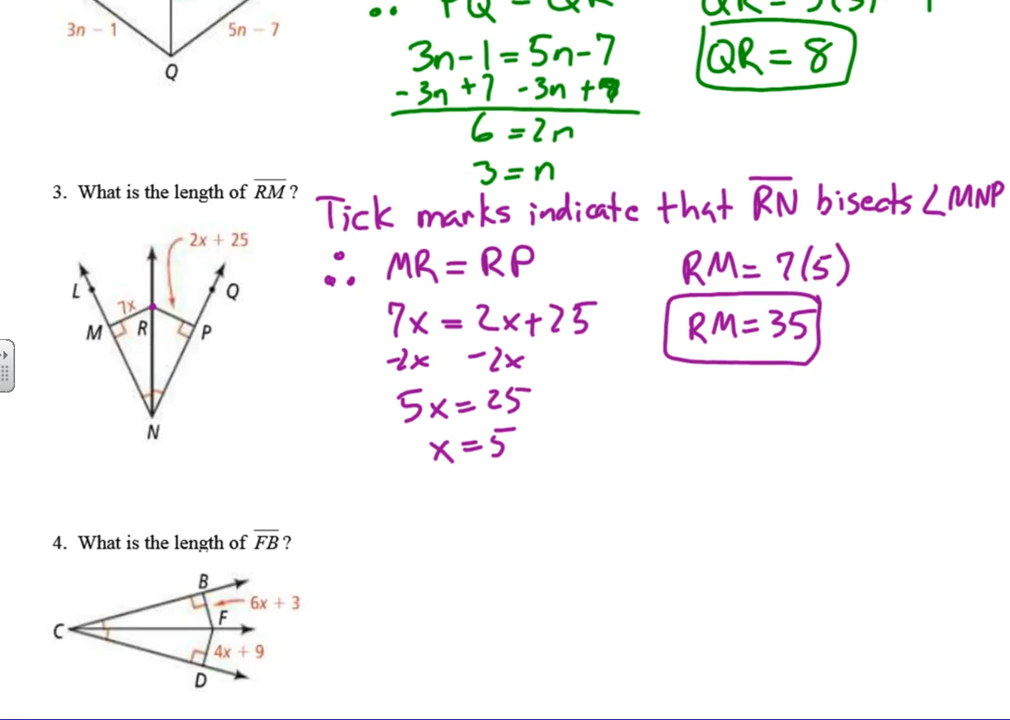 3n − 1
5n − 7
Q
3n-1=5n-7
-3n +7 -3n +7
6 = 2n
3 = n
QR = 8
3. What is the length of RM ?
Tick marks indicate that RN bisects ∠MNP
2x + 25
L
Q
7x
M
R
P
N
∴ MR = RP
7x = 2x+25
-2x -2x
5x = 25
x = 5
RM = 7(5)
RM = 35
4. What is the length of FB ?
B
6x + 3
F
C
4x + 9
D